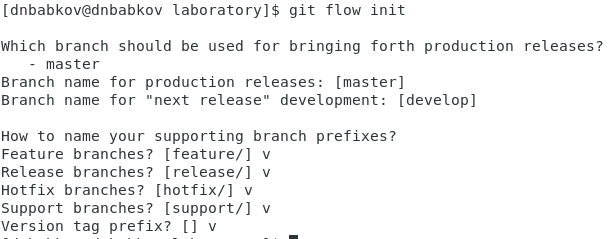 [dnbabkov@dnbabkov laboratory]$ git flow init
Which branch should be used for bringing forth production releases?
- master
Branch name for production releases: [master]
Branch name for "next release" development: [develop]
How to name your supporting branch prefixes?
Feature branches? [feature/] v
Release branches? [release/] v
Hotfix branches? [hotfix/] v
Support branches? [support/] v
Version tag prefix? [] v